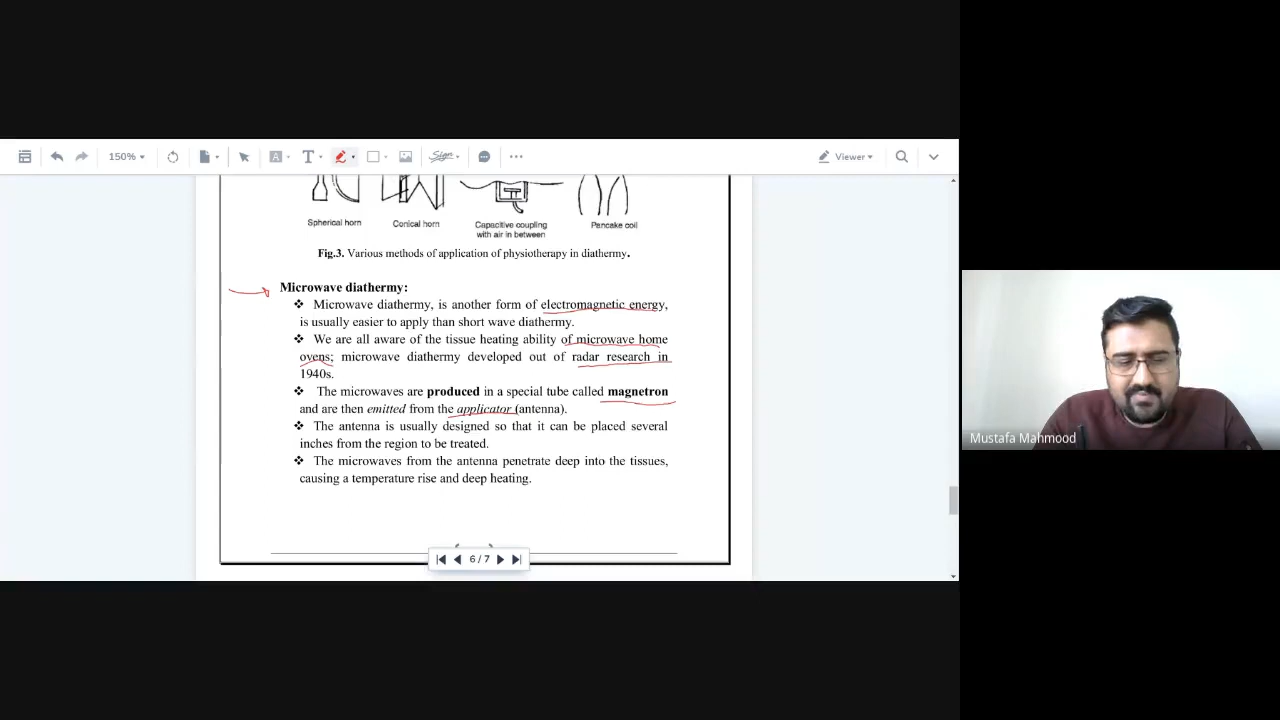 150%
A
T
Sign
Viewer
Spherical horn
Conical horn
Capacitive coupling
with air in between
Pancake coil
Fig.3. Various methods of application of physiotherapy in diathermy.
Microwave diathermy:
❖ Microwave diathermy, is another form of electromagnetic energy,
is usually easier to apply than short wave diathermy.
❖ We are all aware of the tissue heating ability of microwave home
ovens; microwave diathermy developed out of radar research in
1940s.
❖ The microwaves are produced in a special tube called magnetron
and are then emitted from the applicator (antenna).
❖ The antenna is usually designed so that it can be placed several
inches from the region to be treated.
❖ The microwaves from the antenna penetrate deep into the tissues,
causing a temperature rise and deep heating.
6 / 7
Mustafa Mahmood